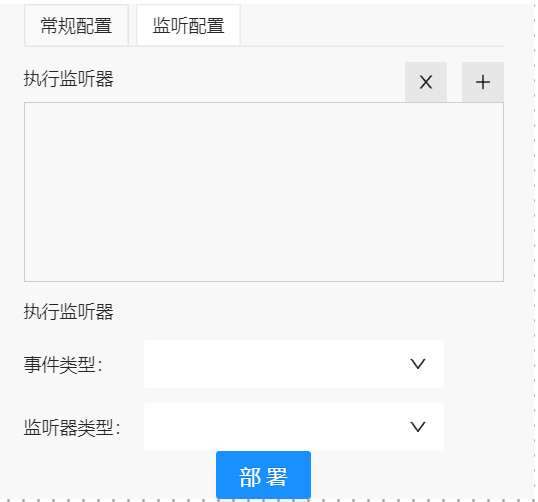 常规配置 监听配置
执行监听器
执行监听器
事件类型：
监听器类型：
部 署